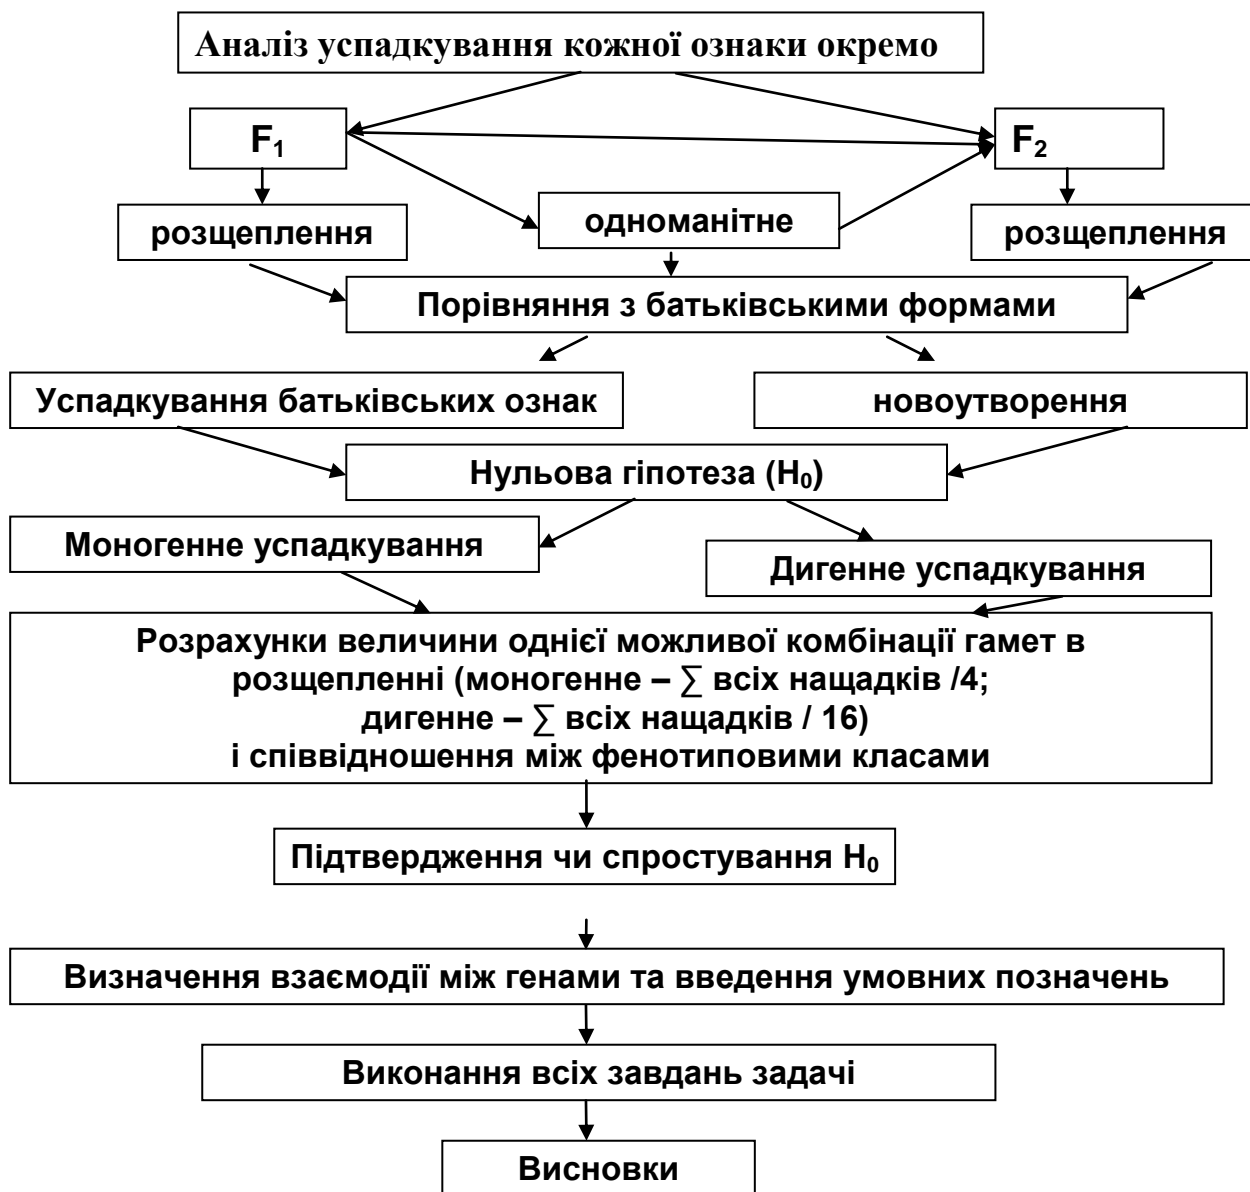 Аналіз успадкування кожної ознаки окремо
F₁
F₂
розщеплення
одноманітне
розщеплення
Порівняння з батьківськими формами
Успадкування батьківських ознак
новоутворення
Нульова гіпотеза (H₀)
Моногенне успадкування
Дигенне успадкування
Розрахунки величини однієї можливої комбінації гамет в
розщепленні (моногенне – ∑ всіх нащадків /4;
дигенне – ∑ всіх нащадків / 16)
і співвідношення між фенотиповими класами
Підтвердження чи спростування H₀
Визначення взаємодії між генами та введення умовних позначень
Виконання всіх завдань задачі
Висновки